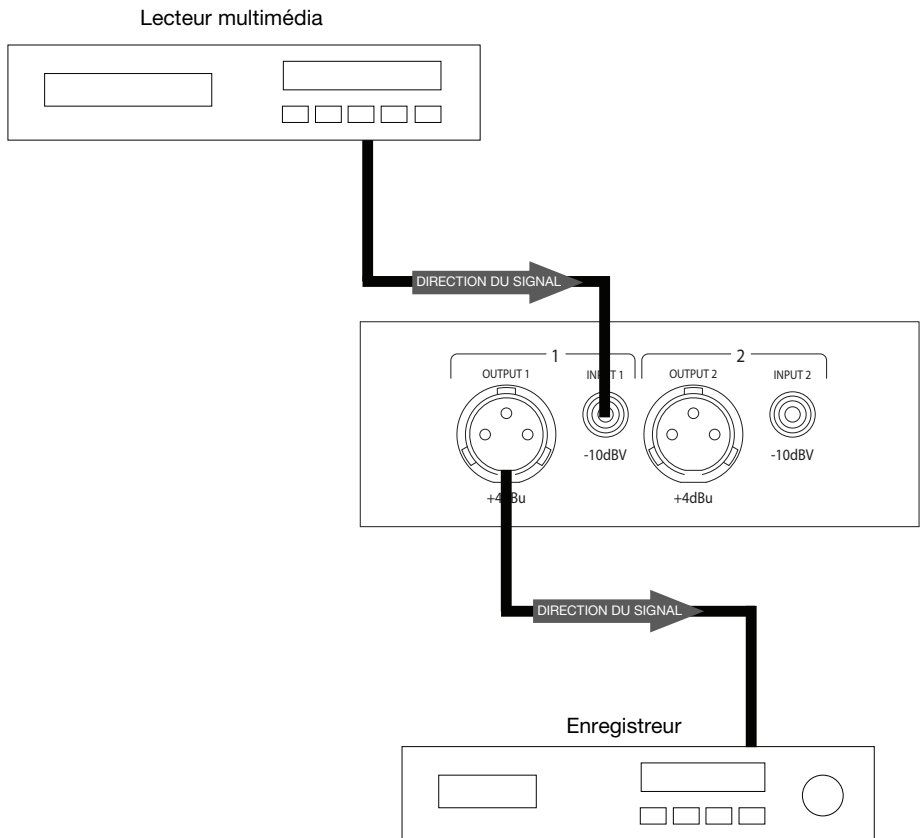 Lecteur multimédia
DIRECTION DU SIGNAL
1 2
OUTPUT 1 INPUT 1 OUTPUT 2 INPUT 2
-10dBV -10dBV
+4dBu +4dBu
DIRECTION DU SIGNAL
Enregistreur